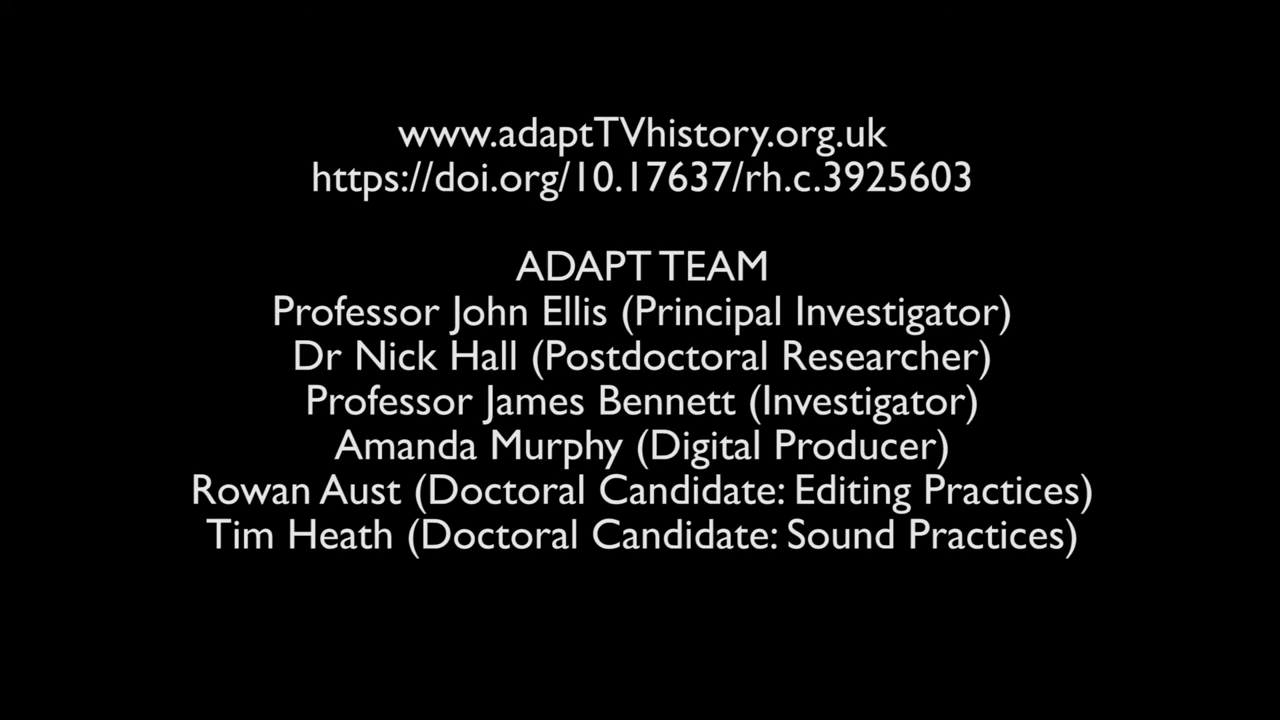 www.adaptTVhistory.org.uk
https://doi.org/10.17637/rh.c.3925603
ADAPT TEAM
Professor John Ellis (Principal Investigator)
Dr Nick Hall (Postdoctoral Researcher)
Professor James Bennett (Investigator)
Amanda Murphy (Digital Producer)
Rowan Aust (Doctoral Candidate: Editing Practices)
Tim Heath (Doctoral Candidate: Sound Practices)